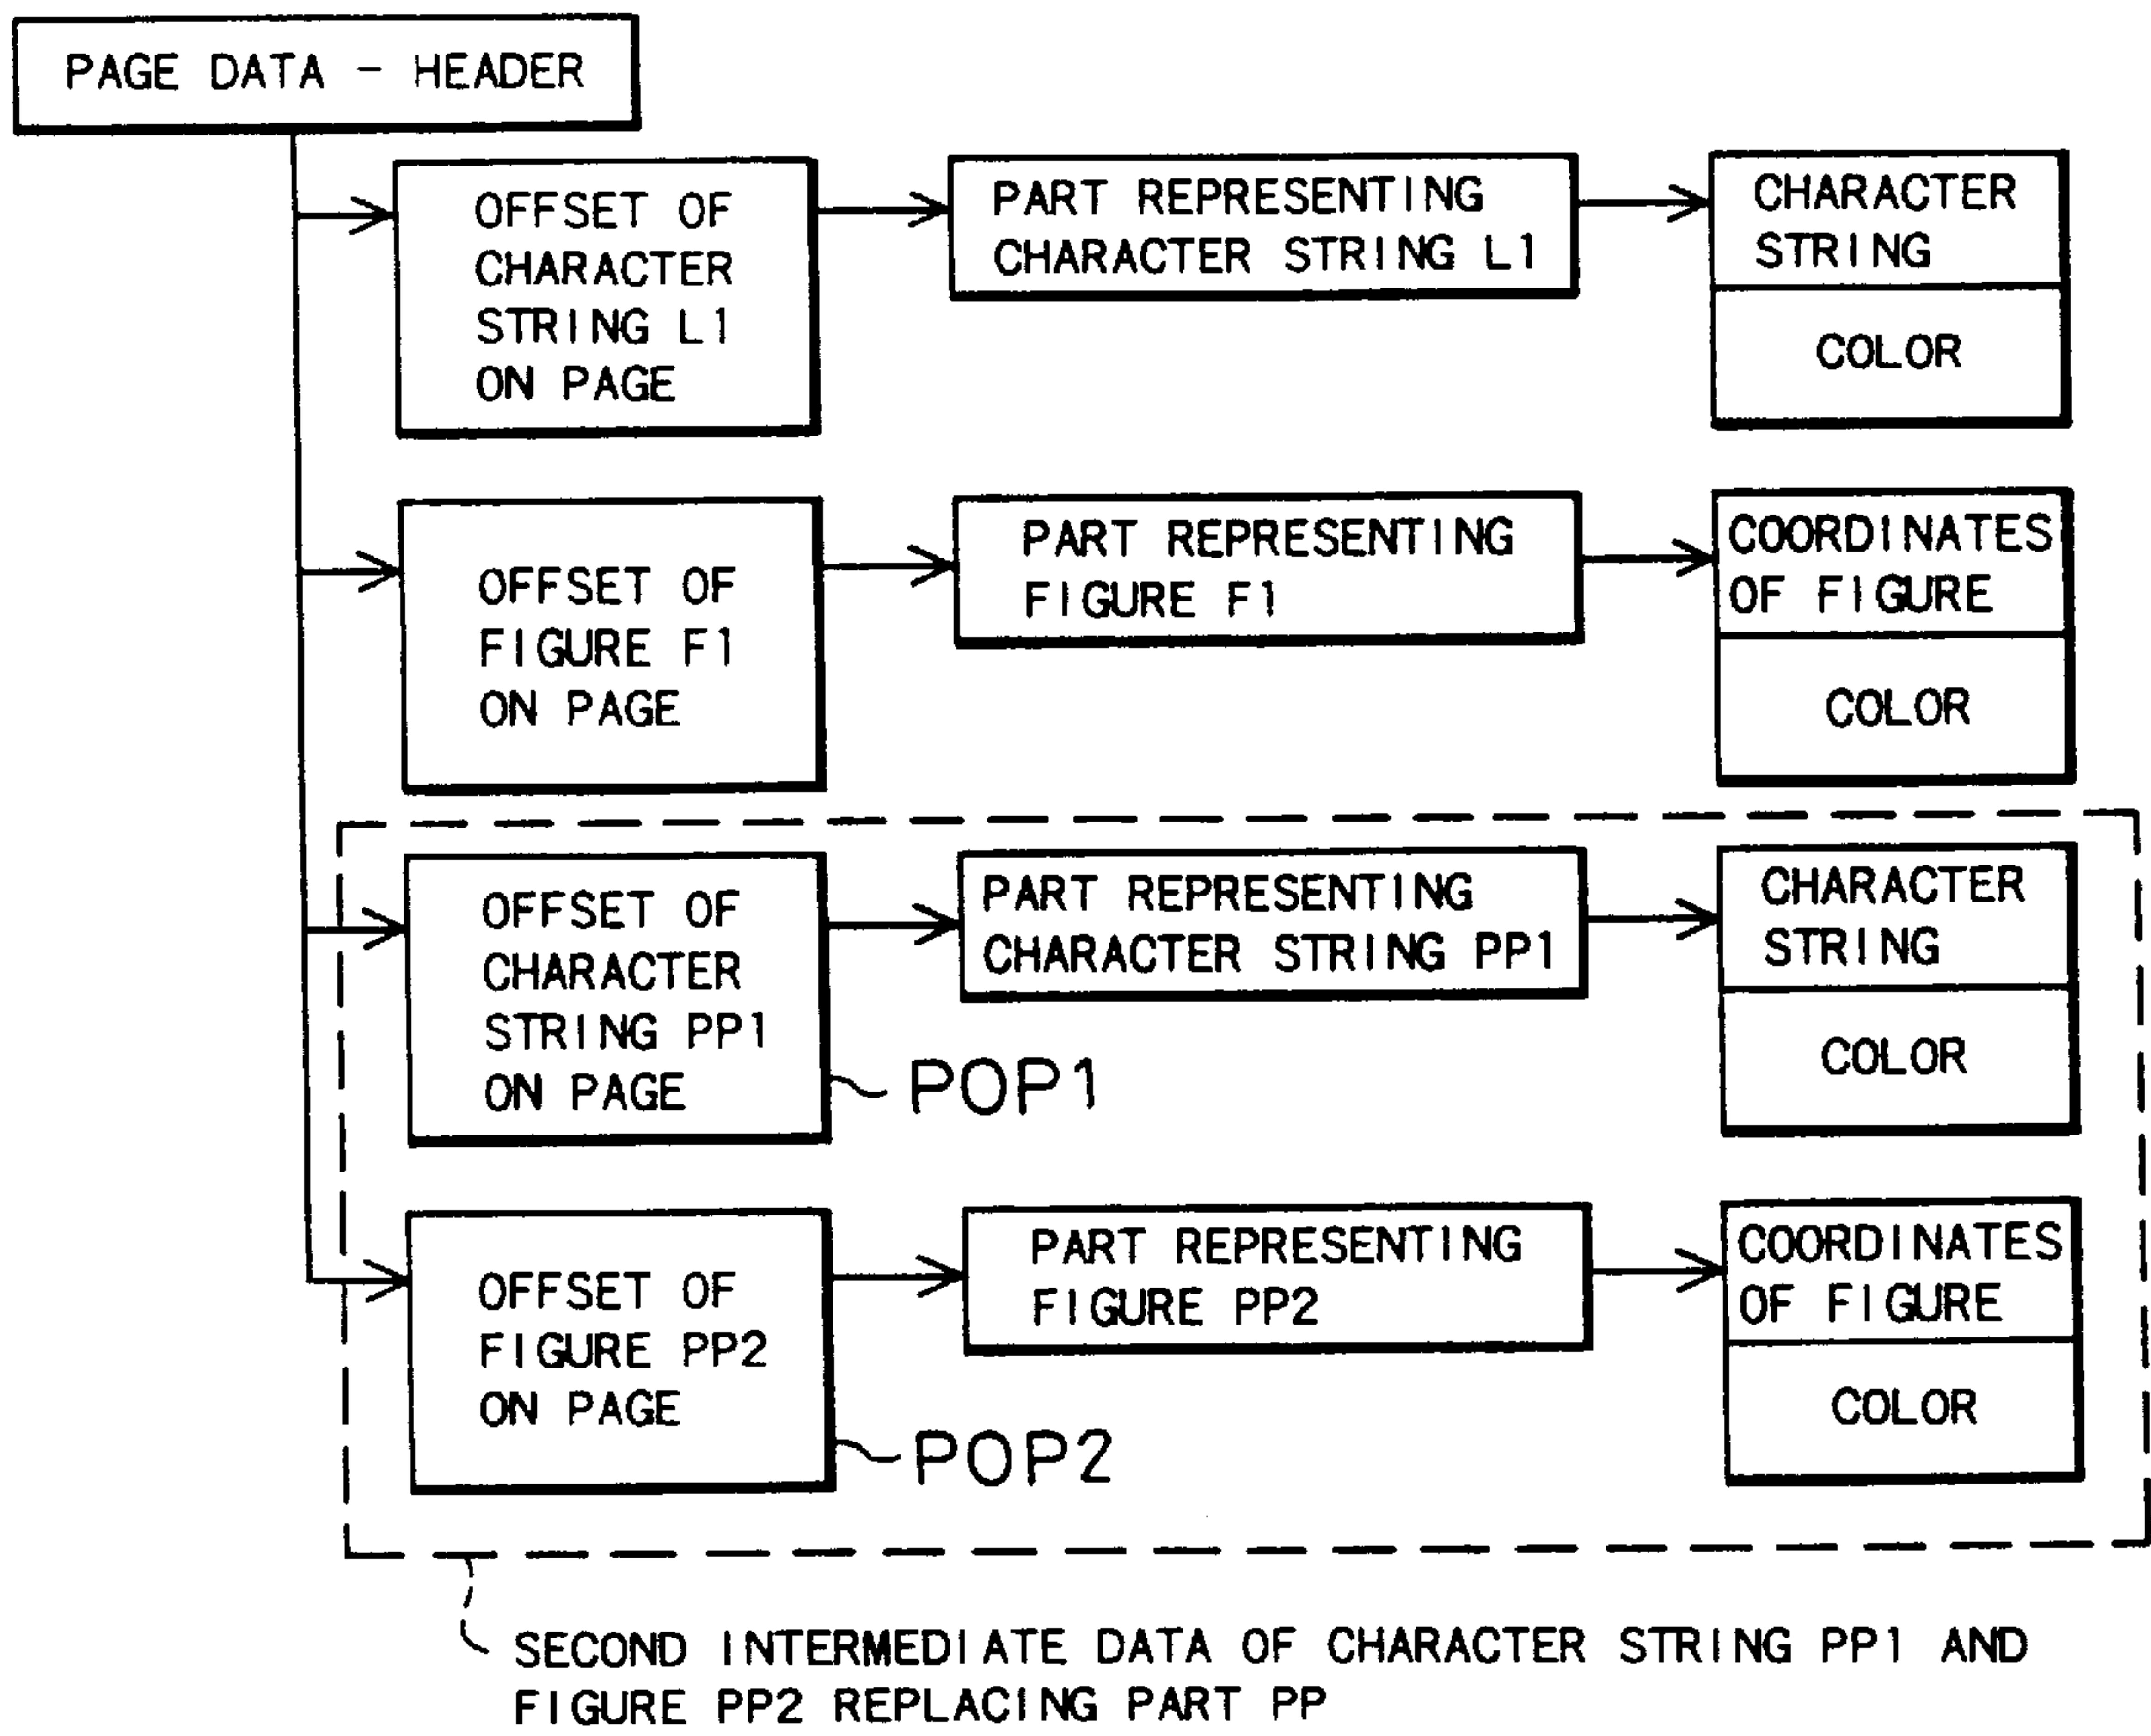 PAGE DATA - HEADER
OFFSET OF
CHARACTER
STRING L1
ON PAGE
PART REPRESENTING
CHARACTER STRING L1
CHARACTER
STRING
COLOR
OFFSET OF
FIGURE F1
ON PAGE
PART REPRESENTING
FIGURE F1
COORDINATES
OF FIGURE
COLOR
OFFSET OF
CHARACTER
STRING PP1
ON PAGE
POP1
PART REPRESENTING
CHARACTER STRING PP1
CHARACTER
STRING
COLOR
OFFSET OF
FIGURE PP2
ON PAGE
POP2
PART REPRESENTING
FIGURE PP2
COORDINATES
OF FIGURE
COLOR
SECOND INTERMEDIATE DATA OF CHARACTER STRING PP1 AND
FIGURE PP2 REPLACING PART PP